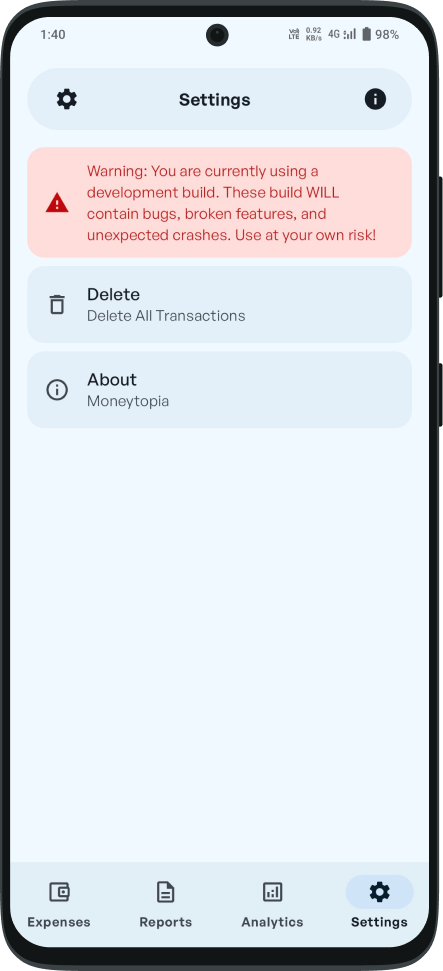 1:40
Vo)) LTE 0.92 KB/s 4G 98%
Settings
Warning: You are currently using a
development build. These build WILL
contain bugs, broken features, and
unexpected crashes. Use at your own risk!
Delete
Delete All Transactions
About
Moneytopia
Expenses
Reports
Analytics
Settings